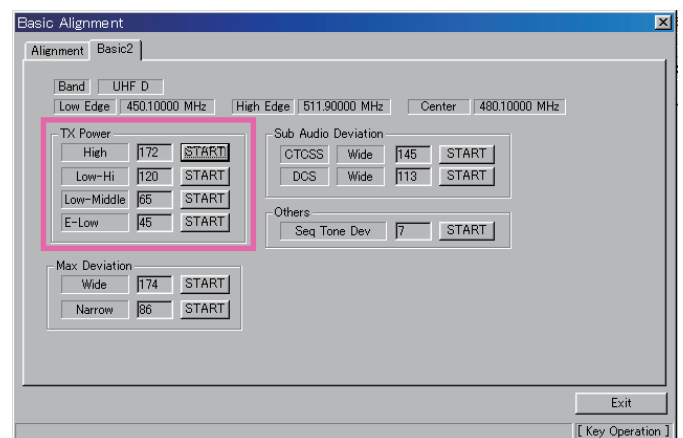 Basic Alignment
Alignment Basic2
Band UHF D
Low Edge 450.10000 MHz High Edge 511.90000 MHz Center 480.10000 MHz
TX Power
High 172 START
Low-Hi 120 START
Low-Middle 65 START
E-Low 45 START
Sub Audio Deviation
CTCSS Wide 145 START
DCS Wide 113 START
Others
Seq Tone Dev 7 START
Max Deviation
Wide 174 START
Narrow 86 START
Exit
[ Key Operation ]